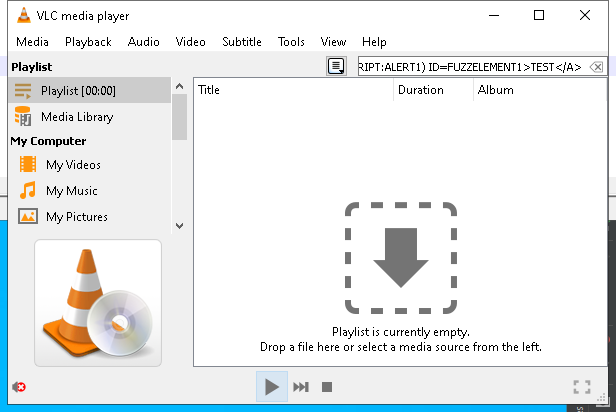 VLC media player
Media Playback Audio Video Subtitle Tools View Help
Playlist
RIPT:ALERT1) ID=FUZZELEMENT1>TEST</A>
Playlist [00:00]
Title Duration Album
Media Library
My Computer
My Videos
My Music
My Pictures
Playlist is currently empty.
Drop a file here or select a media source from the left.